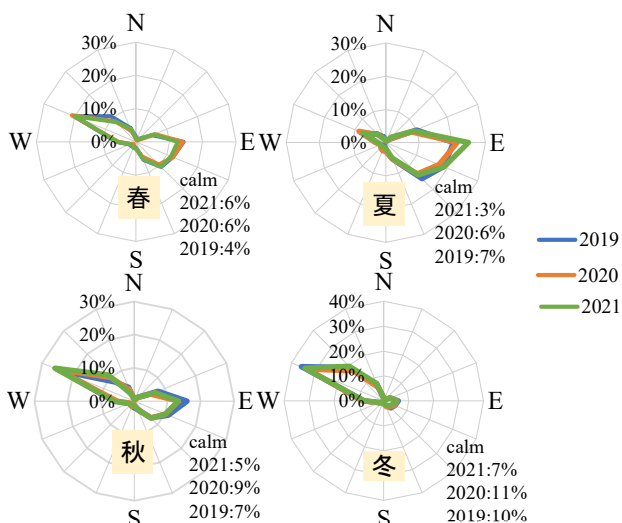 N
30%
20%
10%
0%
W
E
S
春
calm
2021:6%
2020:6%
2019:4%
N
30%
20%
10%
0%
W
E
S
夏
calm
2021:3%
2020:6%
2019:7%
2019
2020
2021
N
30%
20%
10%
0%
W
E
S
秋
calm
2021:5%
2020:9%
2019:7%
N
40%
30%
20%
10%
0%
W
E
S
冬
calm
2021:7%
2020:11%
2019:10%